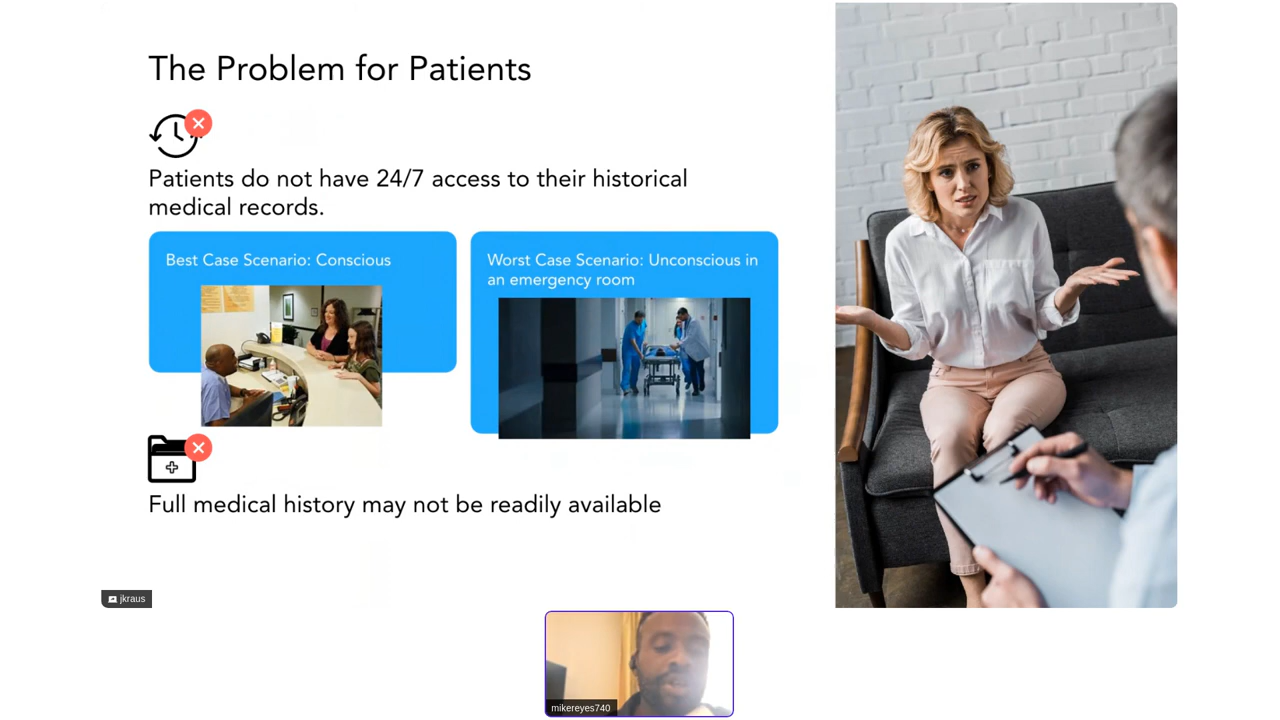 The Problem for Patients
Patients do not have 24/7 access to their historical
medical records.
Best Case Scenario: Conscious
Worst Case Scenario: Unconscious in
an emergency room
Full medical history may not be readily available
jkraus
mikereyes740